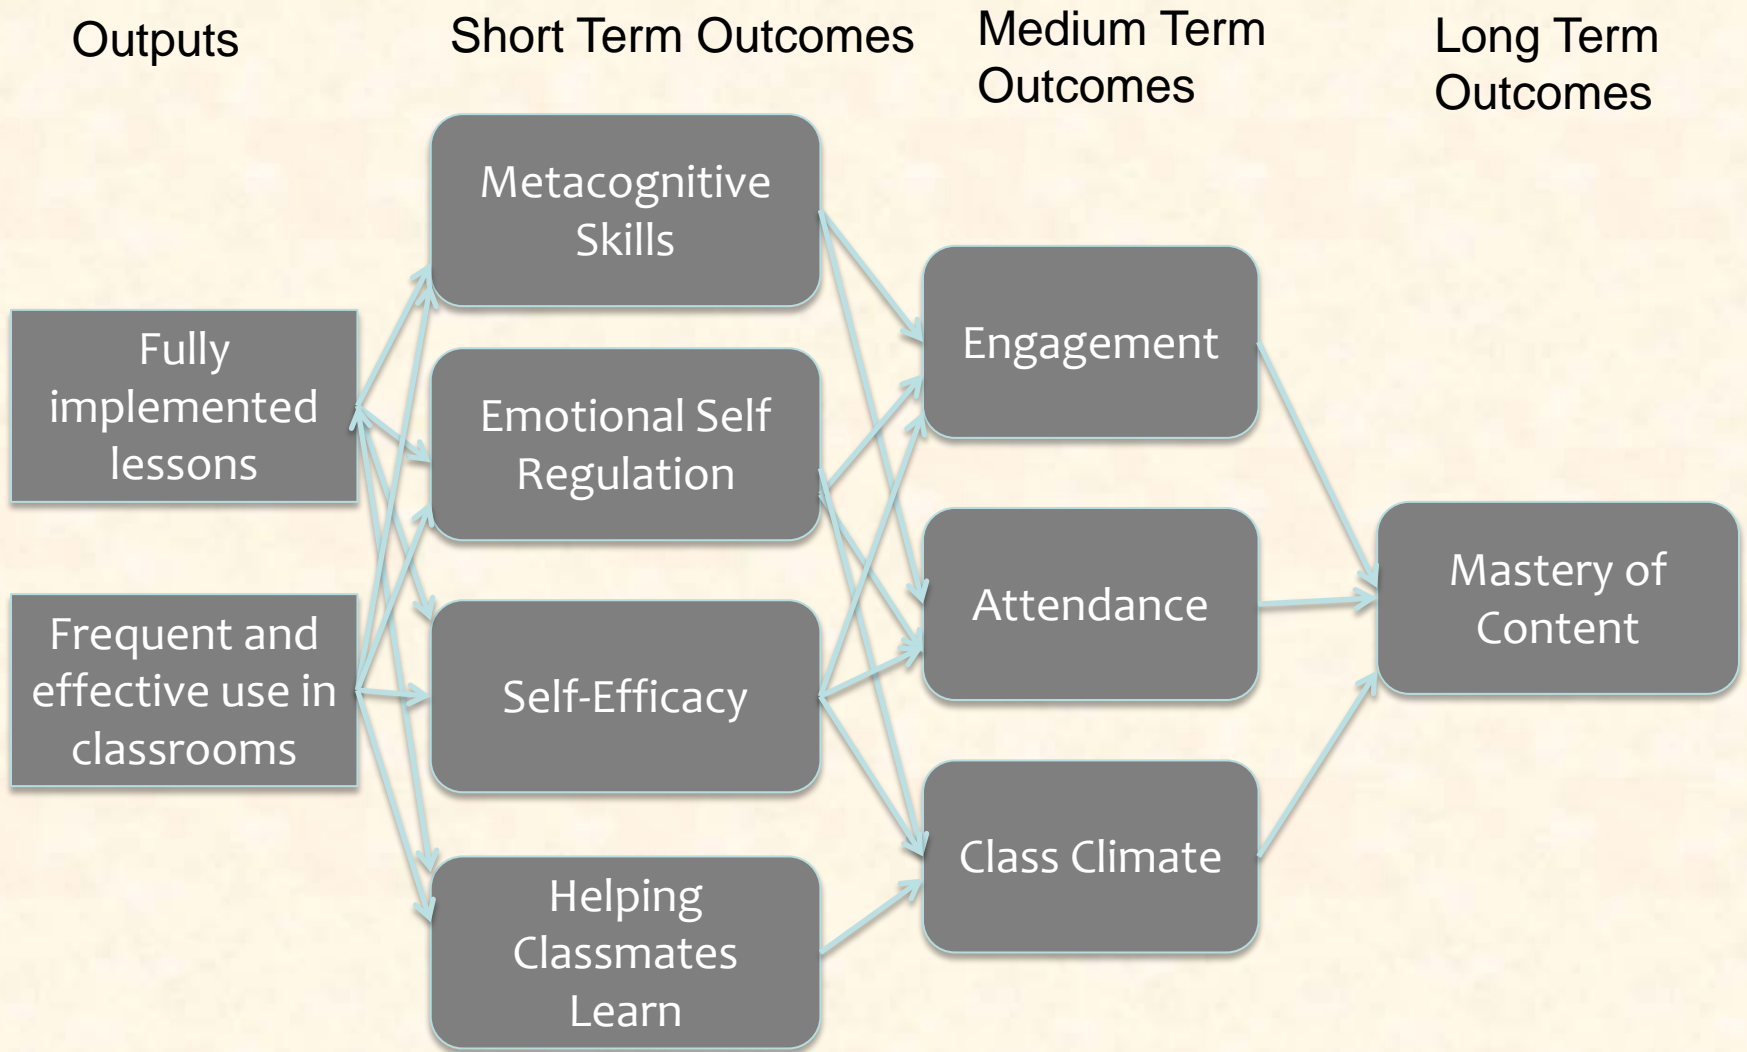 Outputs
Short Term Outcomes
Medium Term
Outcomes
Long Term
Outcomes
Fully
implemented
lessons
Frequent and
effective use in
classrooms
Metacognitive
Skills
Emotional Self
Regulation
Self-Efficacy
Helping
Classmates
Learn
Engagement
Attendance
Class Climate
Mastery of
Content